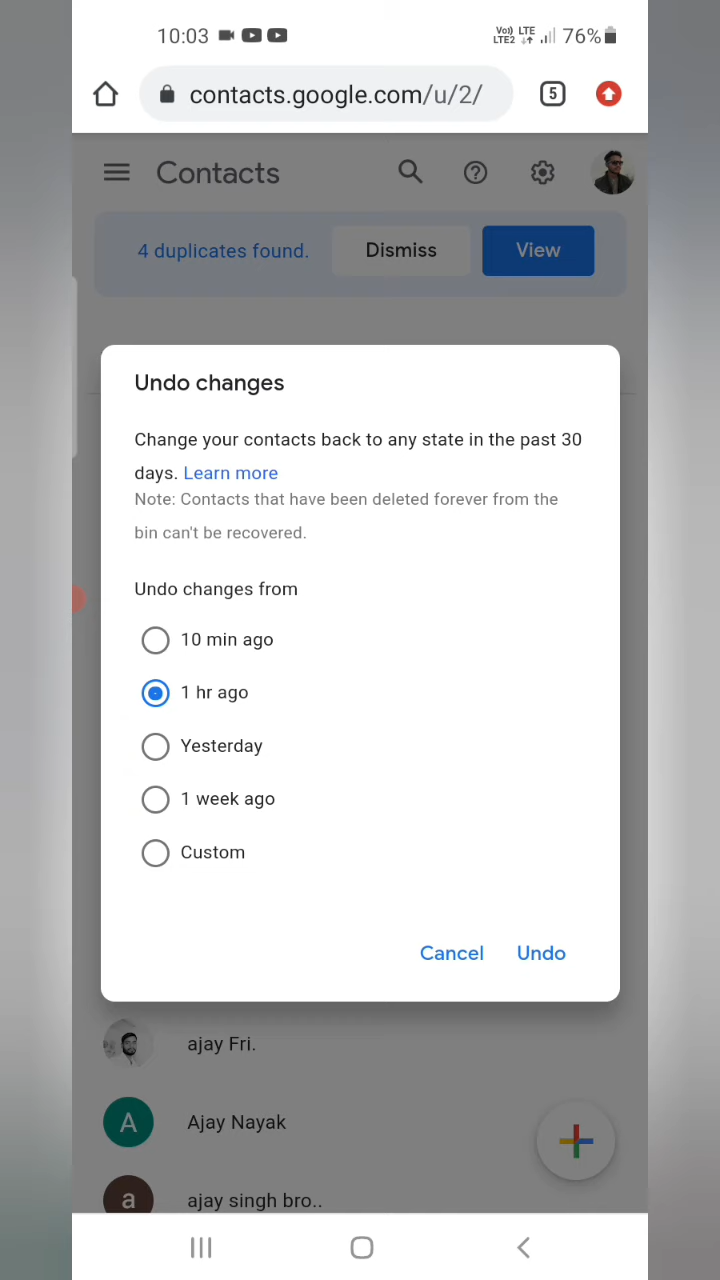 10:03 Vo)) LTE2 LTE 76%
contacts.google.com/u/2/ 5
Contacts
4 duplicates found. Dismiss View
Undo changes
Change your contacts back to any state in the past 30
days. Learn more
Note: Contacts that have been deleted forever from the
bin can't be recovered.
Undo changes from
10 min ago
1 hr ago
Yesterday
1 week ago
Custom
Cancel Undo
ajay Fri.
A Ajay Nayak
a ajay singh bro..